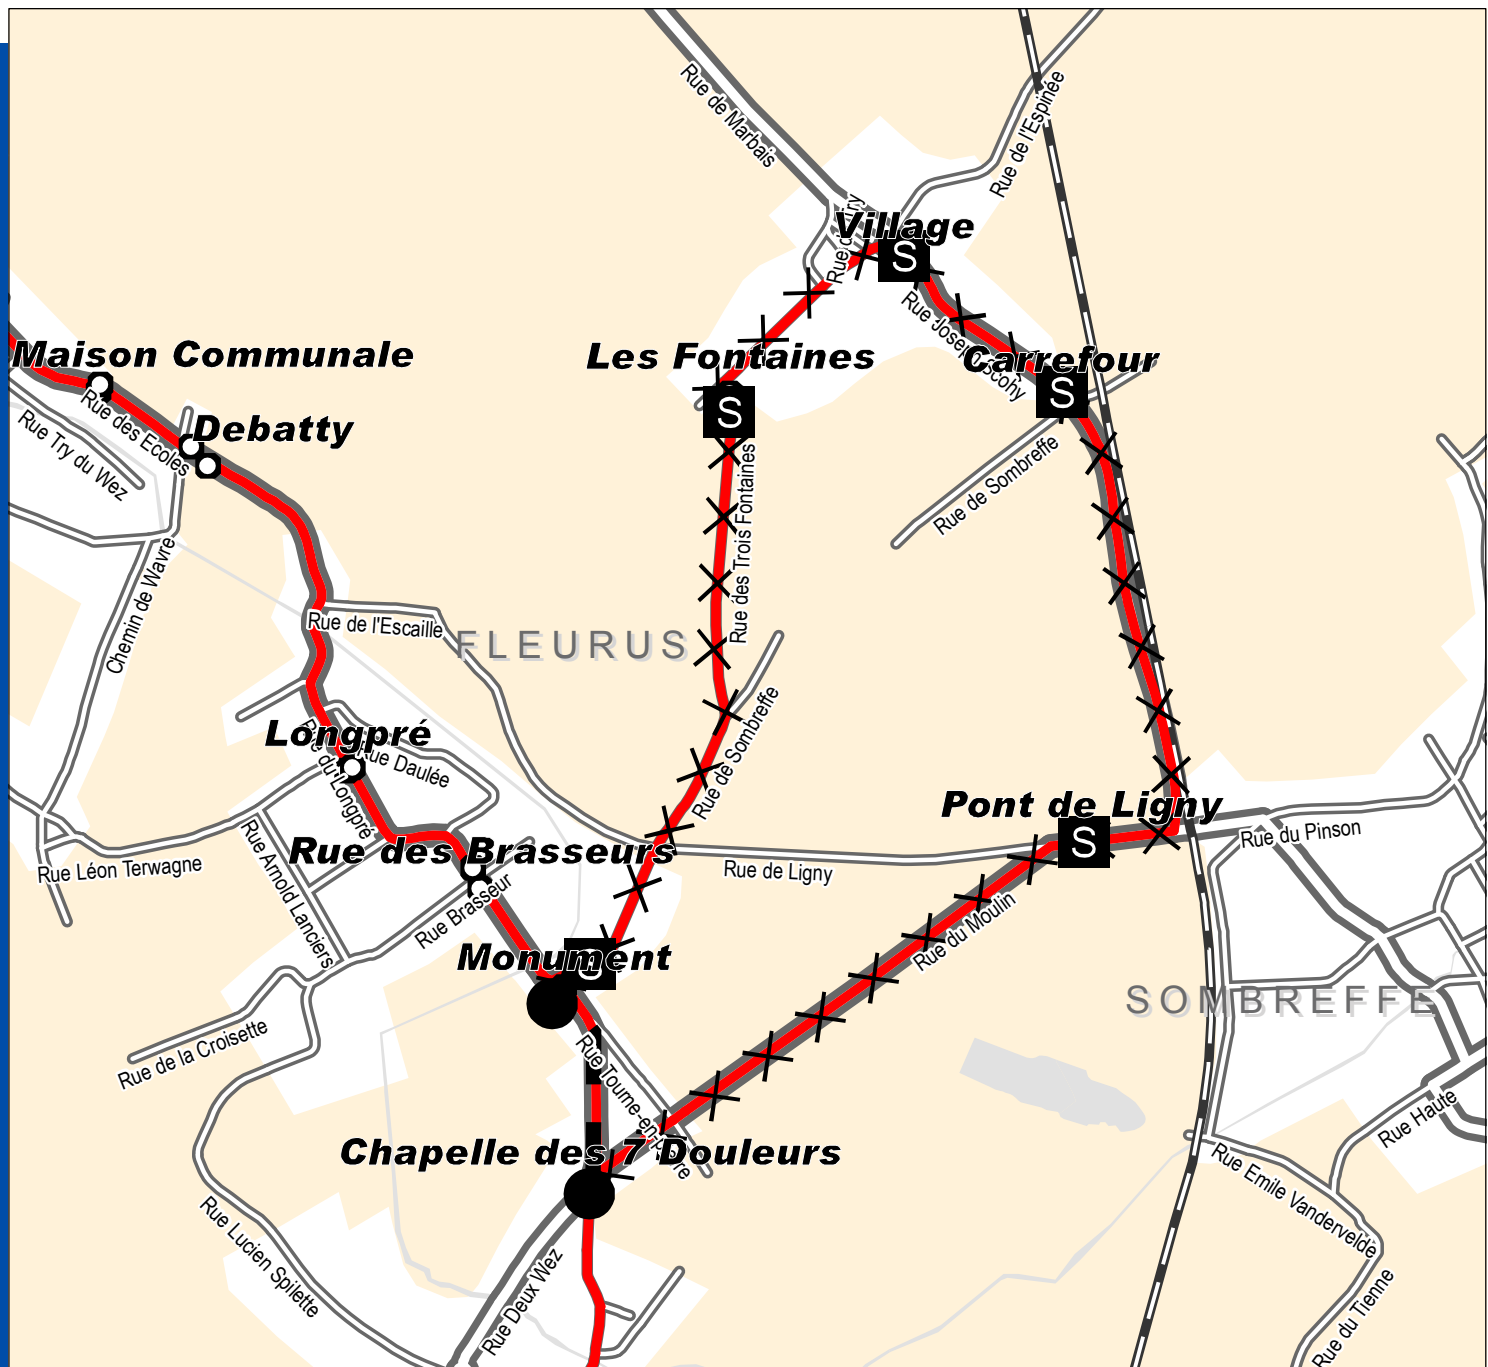 Rue de Marbais
Rue de l'Espinée
Village
S
Rue Joseph Scohy
Maison Communale
Les Fontaines
Carrefour
S
S
Rue des Ecoles
Rue Try du Wez
Debatty
Rue de Sombreffe
Rue des Trois Fontaines
Chemin de Wavre
Rue de l'Escaille
FLEURUS
Longpré
Rue Daulée
Rue du Longpré
Rue de Sombreffe
Pont de Ligny
S
Rue du Pinson
Rue des Brasseurs
Rue Léon Terwagne
Rue Arnold Lanciers
Rue Brasseur
Rue de Ligny
Rue du Moulin
Monument
S
SOMBREFFE
Rue de la Croisette
Chapelle des 7 Douleurs
Rue Haute
Rue Emile Vandervelde
Rue Lucien Spilette
Rue Deux Wez
Rue du Tienne